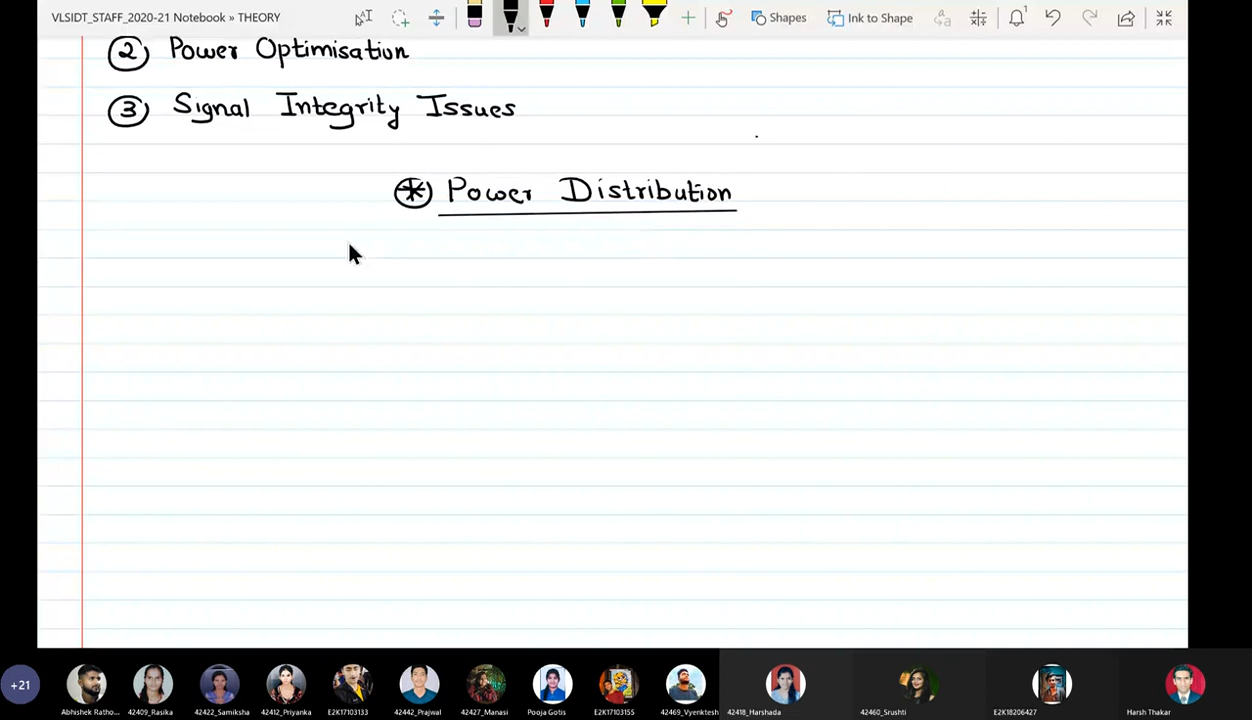 VLSIDT_STAFF_2020-21 Notebook » THEORY
Shapes
Ink to Shape
② Power Optimisation
③ Signal Integrity Issues
⊛ Power Distribution
+21
Abhishek Ratho...
42409_Rasika
42422_Samiksha
42412_Priyanka
E2K17103133
42442_Prajwal
42427_Manasi
Pooja Gotis
E2K17103155
42469_Vyenktesh
42418_Harshada
42460_Srushti
E2K18206427
Harsh Thakar